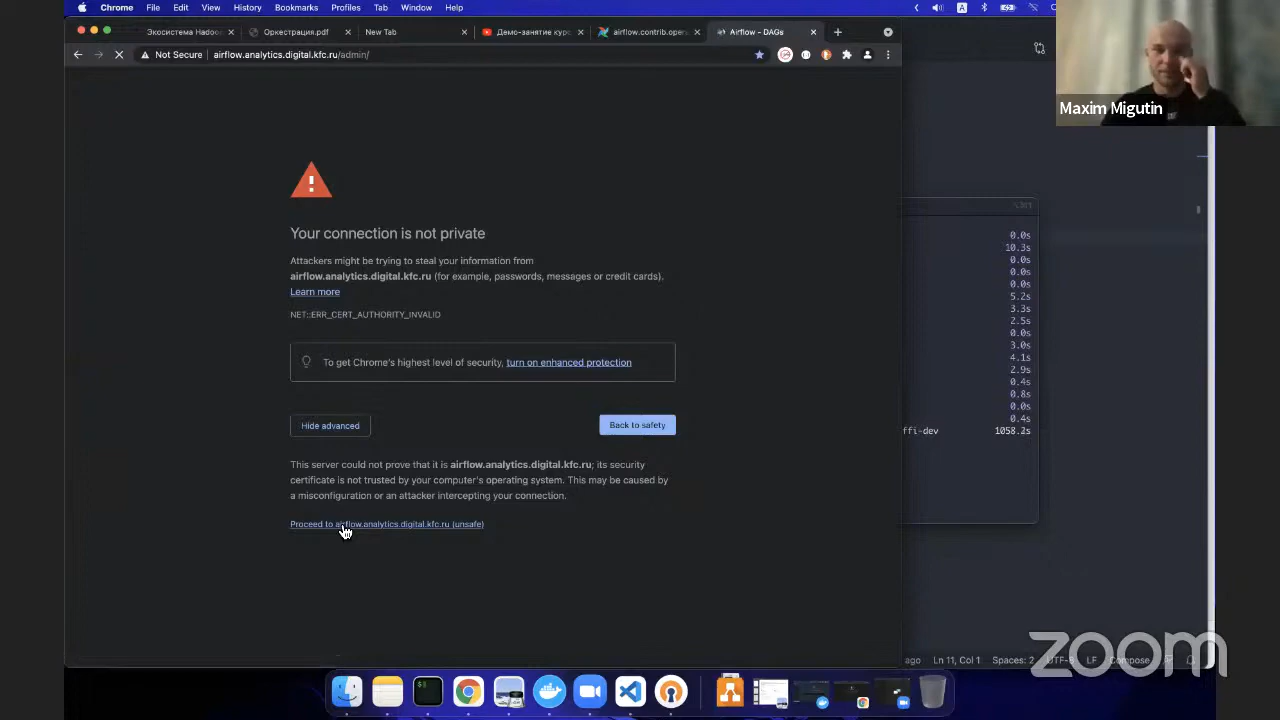 Chrome File Edit View History Bookmarks Profiles Tab Window Help
Экосистема Hadoo
Оркестрация.pdf
New Tab
Демо-занятие курс
airflow.contrib.oper
Airflow - DAGs
Not Secure airflow.analytics.digital.kfc.ru/admin/
Maxim Migutin
Your connection is not private
Attackers might be trying to steal your information from
airflow.analytics.digital.kfc.ru (for example, passwords, messages or credit cards).
Learn more
NET::ERR_CERT_AUTHORITY_INVALID
To get Chrome's highest level of security, turn on enhanced protection
Hide advanced
Back to safety
This server could not prove that it is airflow.analytics.digital.kfc.ru; its security
certificate is not trusted by your computer's operating system. This may be caused by
a misconfiguration or an attacker intercepting your connection.
Proceed to airflow.analytics.digital.kfc.ru (unsafe)
0.0s
10.3s
0.0s
0.0s
0.0s
5.2s
3.3s
2.5s
0.0s
3.0s
4.1s
2.9s
0.4s
0.8s
0.0s
0.4s
ffi-dev 1058.2s
ago Ln 11, Col 1 Spaces: 2 UTF-8 LF Compose
zoom